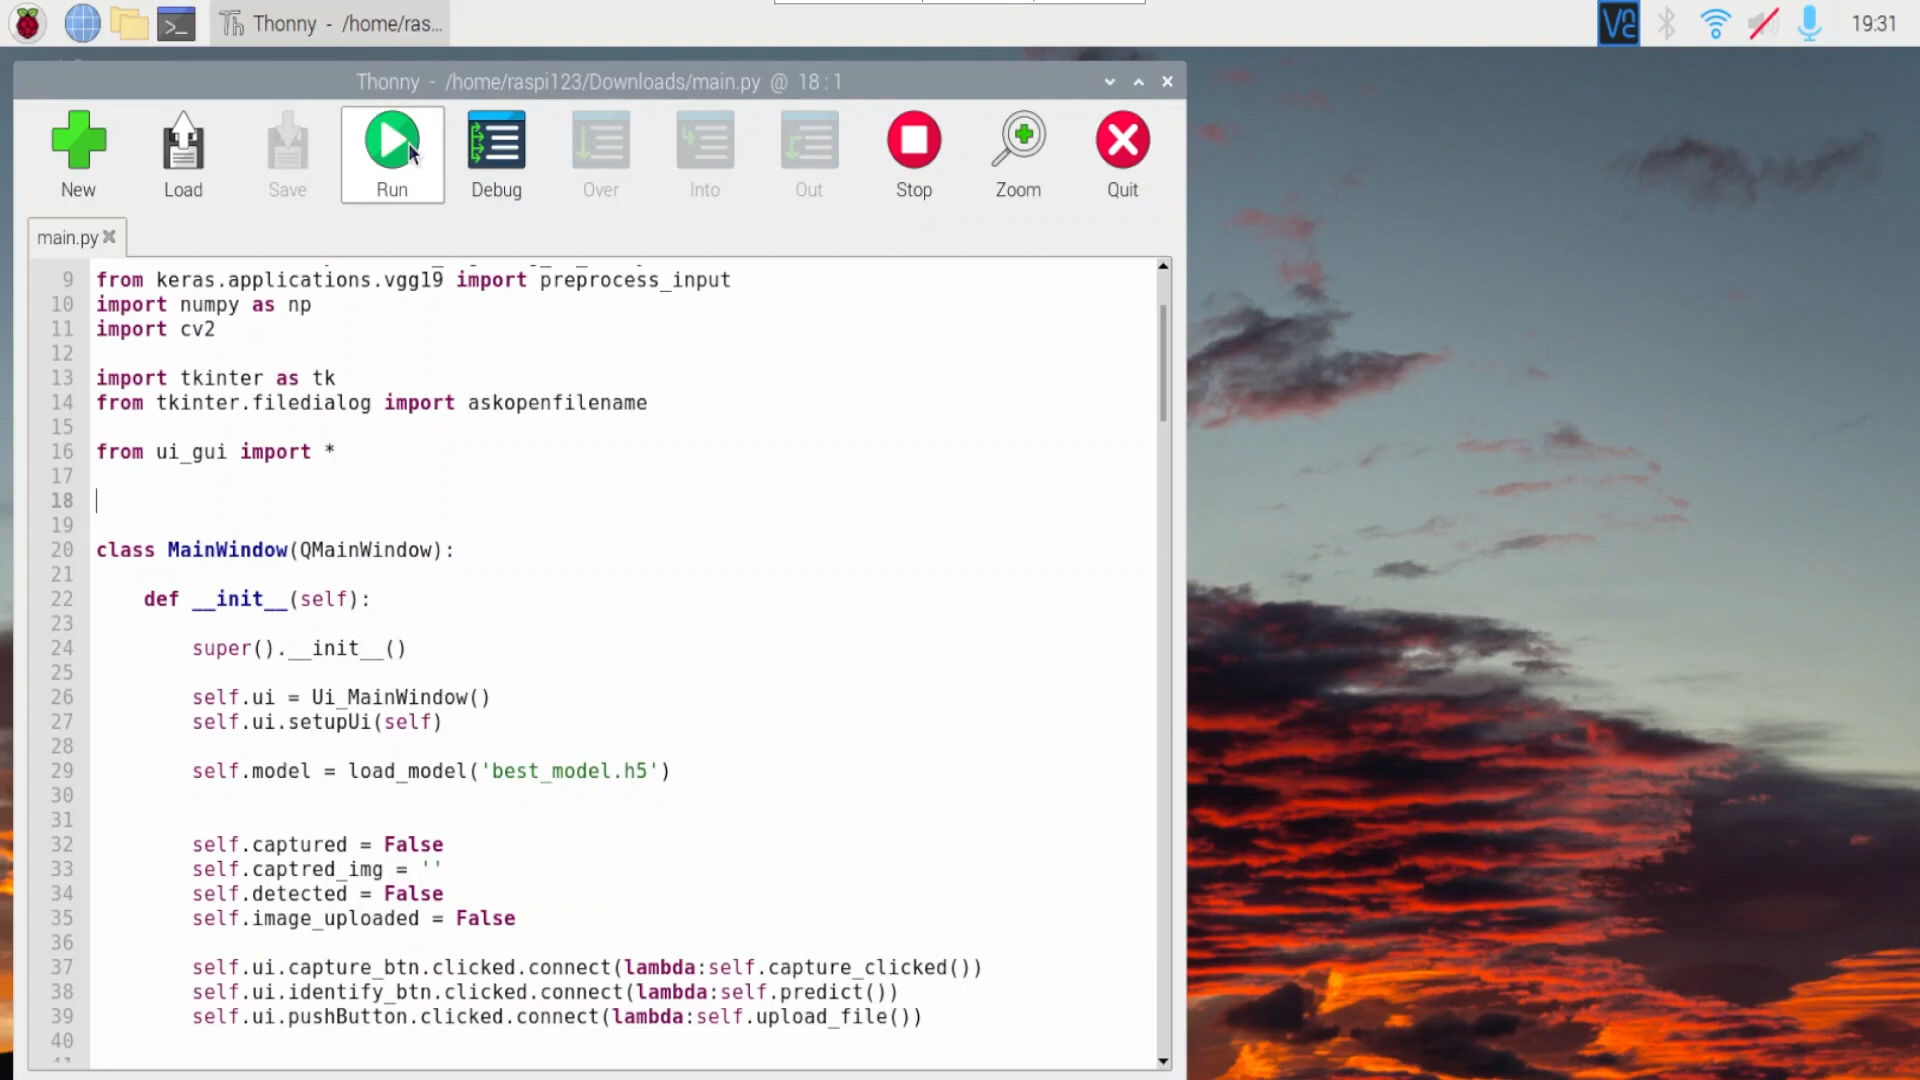 Thonny - /home/ras...
VNC
19:31
Thonny - /home/raspi123/Downloads/main.py @ 18 : 1
New
Load
Save
Run
Debug
Over
Into
Out
Stop
Zoom
Quit
main.py
9 from keras.applications.vgg19 import preprocess_input
10 import numpy as np
11 import cv2
12
13 import tkinter as tk
14 from tkinter.filedialog import askopenfilename
15
16 from ui_gui import *
17
18
19
20 class MainWindow(QMainWindow):
21
22 def __init__(self):
23
24 super().__init__()
25
26 self.ui = Ui_MainWindow()
27 self.ui.setupUi(self)
28
29 self.model = load_model('best_model.h5')
30
31
32 self.captured = False
33 self.captred_img = ''
34 self.detected = False
35 self.image_uploaded = False
36
37 self.ui.capture_btn.clicked.connect(lambda:self.capture_clicked())
38 self.ui.identify_btn.clicked.connect(lambda:self.predict())
39 self.ui.pushButton.clicked.connect(lambda:self.upload_file())
40